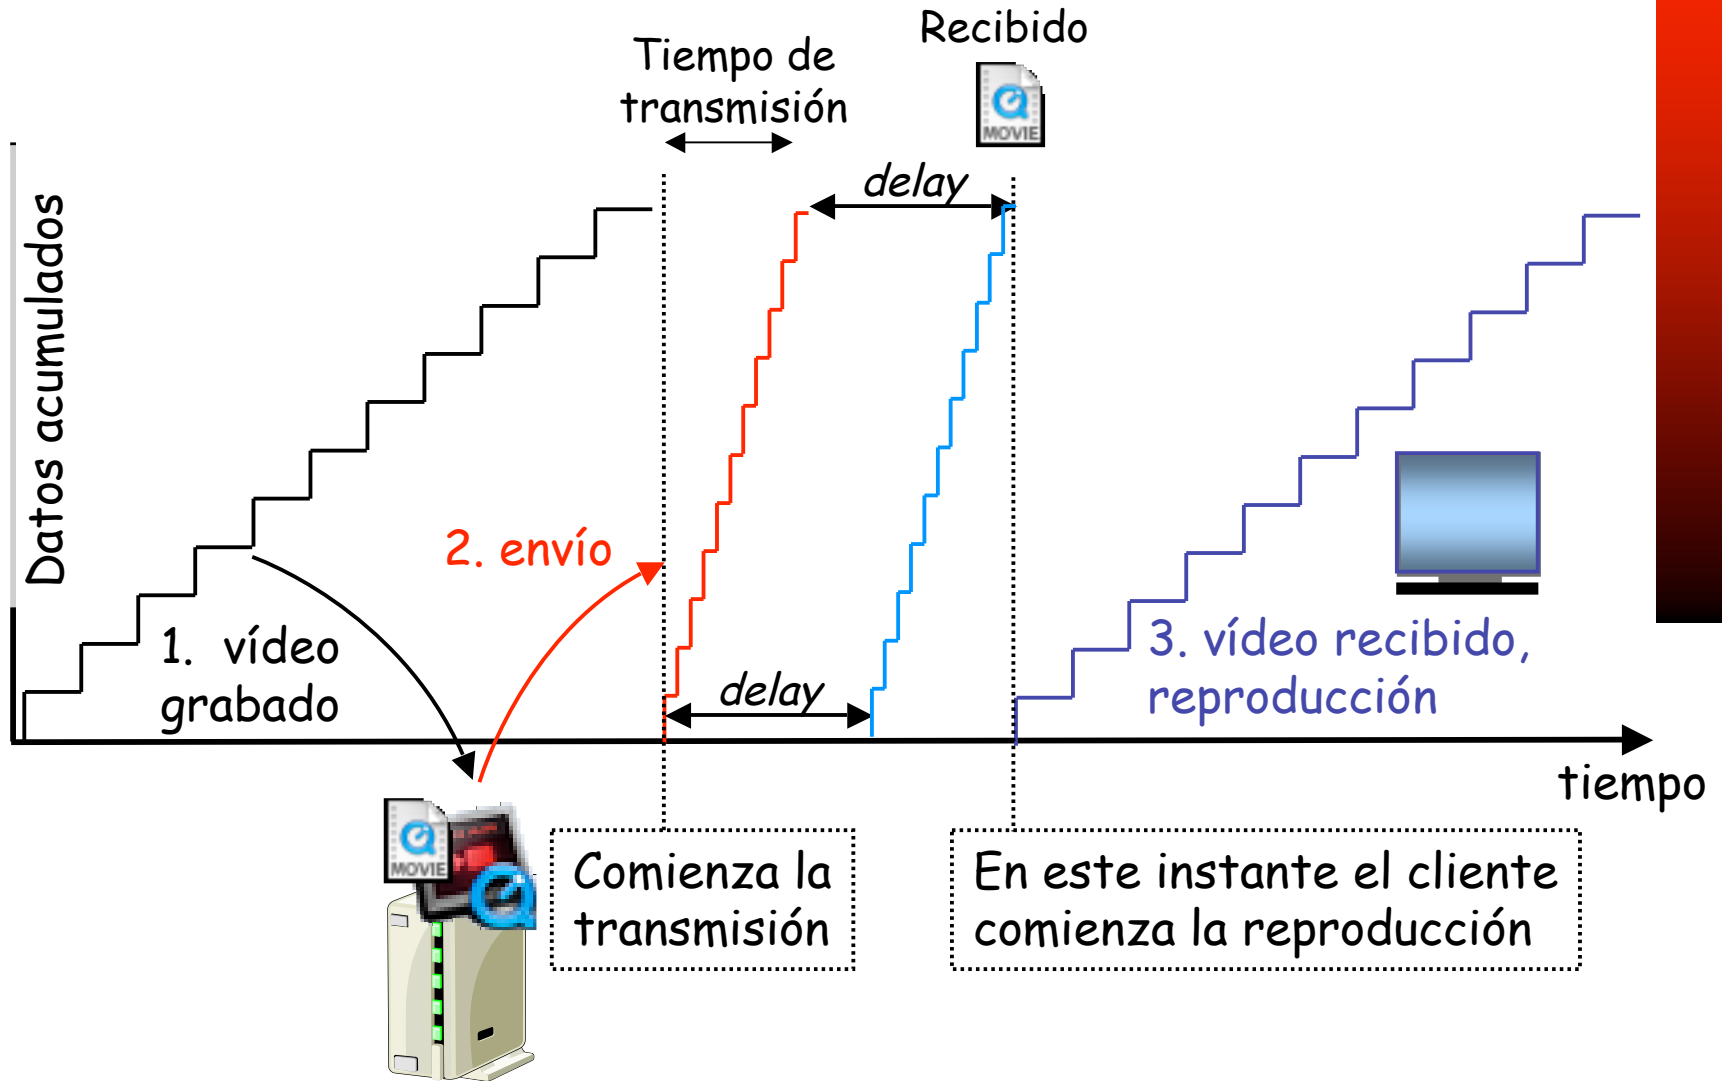 Recibido
Tiempo de
transmisión
MOVIE
delay
Datos acumulados
2. envío
1. vídeo
grabado
delay
3. vídeo recibido,
reproducción
tiempo
MOVIE
Comienza la
transmisión
En este instante el cliente
comienza la reproducción